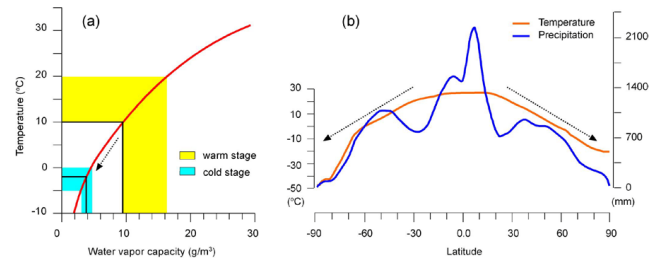 (a)
Temperature (°C)
30
20
10
0
-10
warm stage
cold stage
0 10 20 30
Water vapor capacity (g/m³)
(b)
Temperature
Precipitation
30
10
-10
-30
-50
(°C)
2100
1400
700
0
(mm)
-90 -60 -30 0.0 30 60 90
Latitude